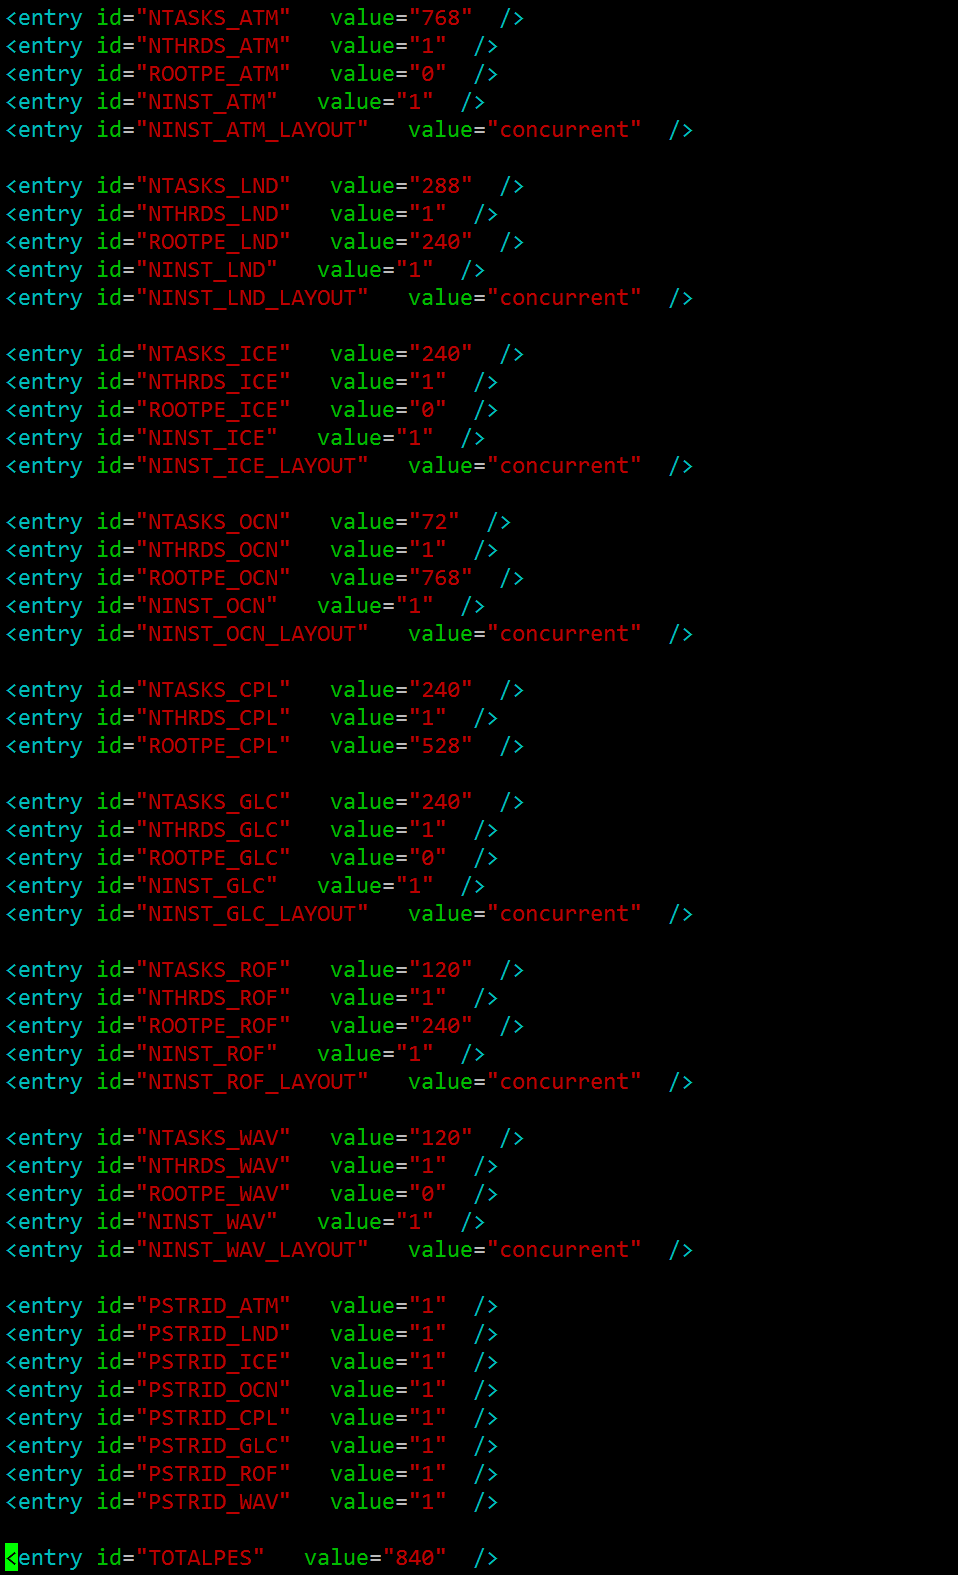 <entry id="NTASKS_ATM"   value="768"  />
<entry id="NTHRDS_ATM"   value="1"  />
<entry id="ROOTPE_ATM"   value="0"  />
<entry id="NINST_ATM"   value="1"  />
<entry id="NINST_ATM_LAYOUT"   value="concurrent"  />

<entry id="NTASKS_LND"   value="288"  />
<entry id="NTHRDS_LND"   value="1"  />
<entry id="ROOTPE_LND"   value="240"  />
<entry id="NINST_LND"   value="1"  />
<entry id="NINST_LND_LAYOUT"   value="concurrent"  />

<entry id="NTASKS_ICE"   value="240"  />
<entry id="NTHRDS_ICE"   value="1"  />
<entry id="ROOTPE_ICE"   value="0"  />
<entry id="NINST_ICE"   value="1"  />
<entry id="NINST_ICE_LAYOUT"   value="concurrent"  />

<entry id="NTASKS_OCN"   value="72"  />
<entry id="NTHRDS_OCN"   value="1"  />
<entry id="ROOTPE_OCN"   value="768"  />
<entry id="NINST_OCN"   value="1"  />
<entry id="NINST_OCN_LAYOUT"   value="concurrent"  />

<entry id="NTASKS_CPL"   value="240"  />
<entry id="NTHRDS_CPL"   value="1"  />
<entry id="ROOTPE_CPL"   value="528"  />

<entry id="NTASKS_GLC"   value="240"  />
<entry id="NTHRDS_GLC"   value="1"  />
<entry id="ROOTPE_GLC"   value="0"  />
<entry id="NINST_GLC"   value="1"  />
<entry id="NINST_GLC_LAYOUT"   value="concurrent"  />

<entry id="NTASKS_ROF"   value="120"  />
<entry id="NTHRDS_ROF"   value="1"  />
<entry id="ROOTPE_ROF"   value="240"  />
<entry id="NINST_ROF"   value="1"  />
<entry id="NINST_ROF_LAYOUT"   value="concurrent"  />

<entry id="NTASKS_WAV"   value="120"  />
<entry id="NTHRDS_WAV"   value="1"  />
<entry id="ROOTPE_WAV"   value="0"  />
<entry id="NINST_WAV"   value="1"  />
<entry id="NINST_WAV_LAYOUT"   value="concurrent"  />

<entry id="PSTRID_ATM"   value="1"  />
<entry id="PSTRID_LND"   value="1"  />
<entry id="PSTRID_ICE"   value="1"  />
<entry id="PSTRID_OCN"   value="1"  />
<entry id="PSTRID_CPL"   value="1"  />
<entry id="PSTRID_GLC"   value="1"  />
<entry id="PSTRID_ROF"   value="1"  />
<entry id="PSTRID_WAV"   value="1"  />

<entry id="TOTALPES"   value="840"  />